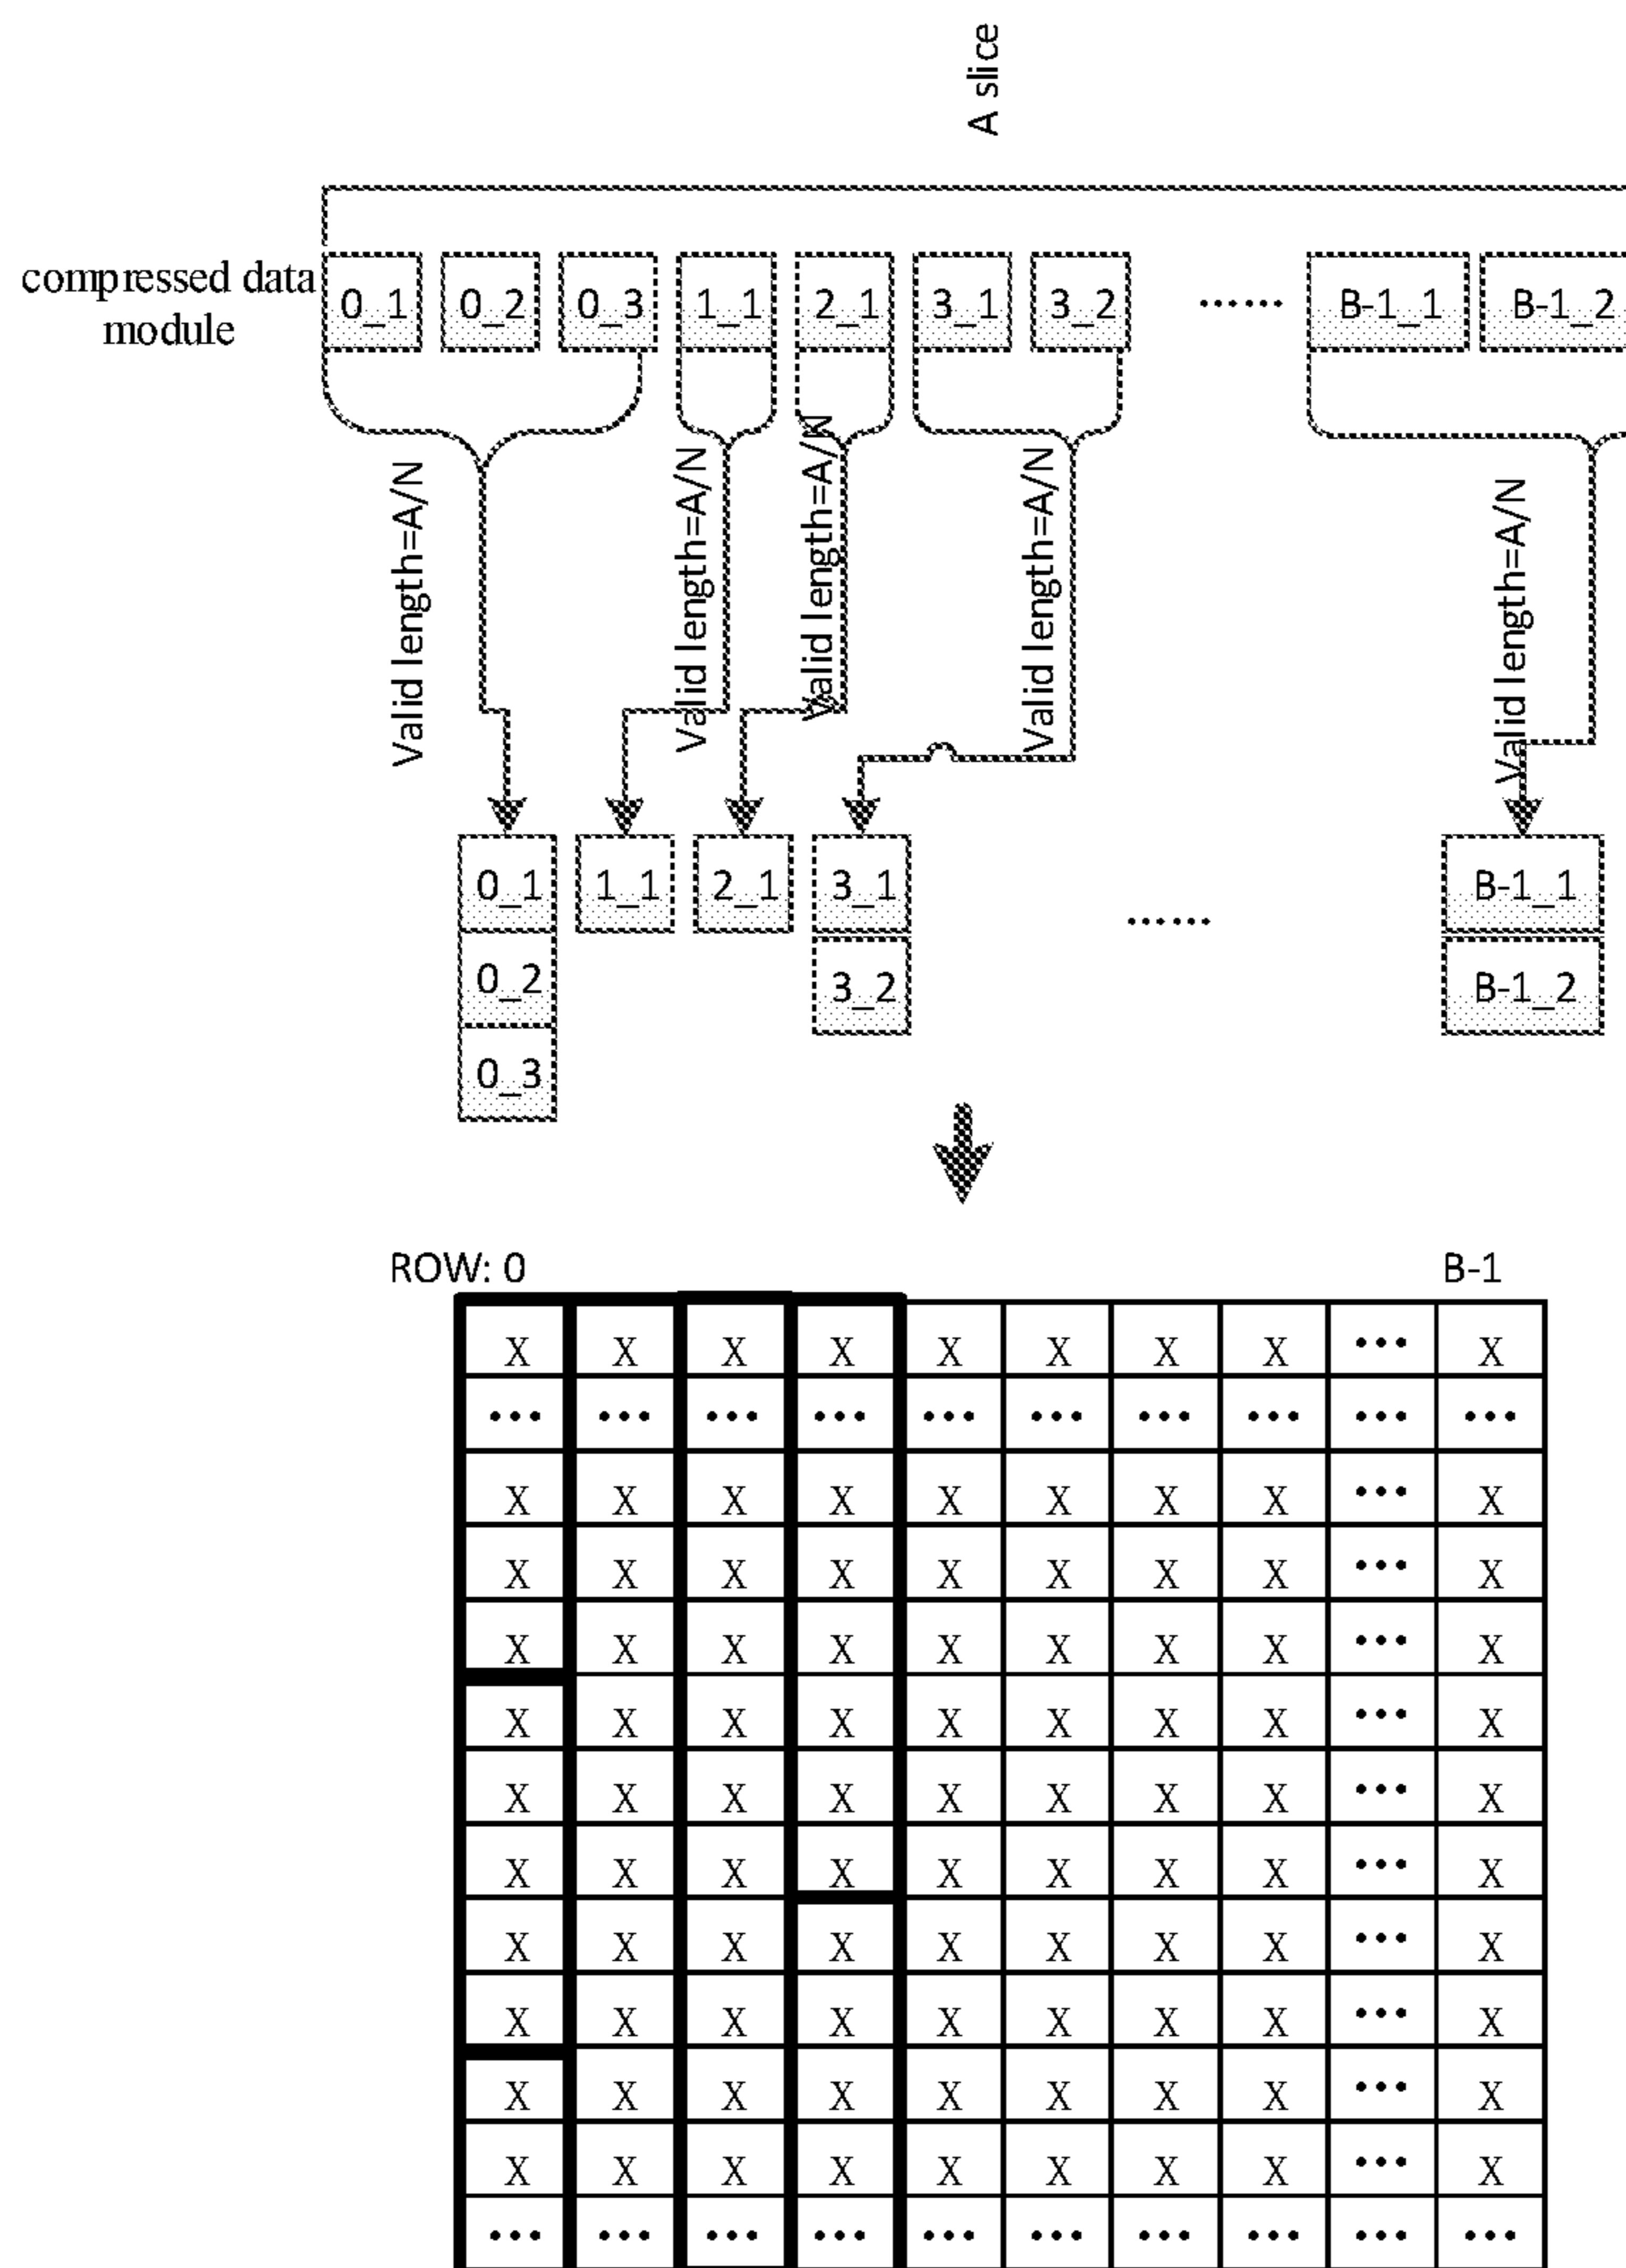 A slice
compressed data
module
0_1 0_2 0_3 1_1 2_1 3_1 3_2 ...... B-1_1 B-1_2
Valid length=A/N
Valid length=A/N
Valid length=A/N
Valid length=A/N
Valid length=A/N
0_1 1_1 2_1 3_1 ...... B-1_1
0_2 3_2 B-1_2
0_3
ROW: 0 B-1
X X X X X X X X ... X
... ... ... ... ... ... ... ... ... ...
X X X X X X X X ... X
X X X X X X X X ... X
X X X X X X X X ... X
X X X X X X X X ... X
X X X X X X X X ... X
X X X X X X X X ... X
X X X X X X X X ... X
X X X X X X X X ... X
X X X X X X X X ... X
X X X X X X X X ... X
... ... ... ... ... ... ... ... ... ...